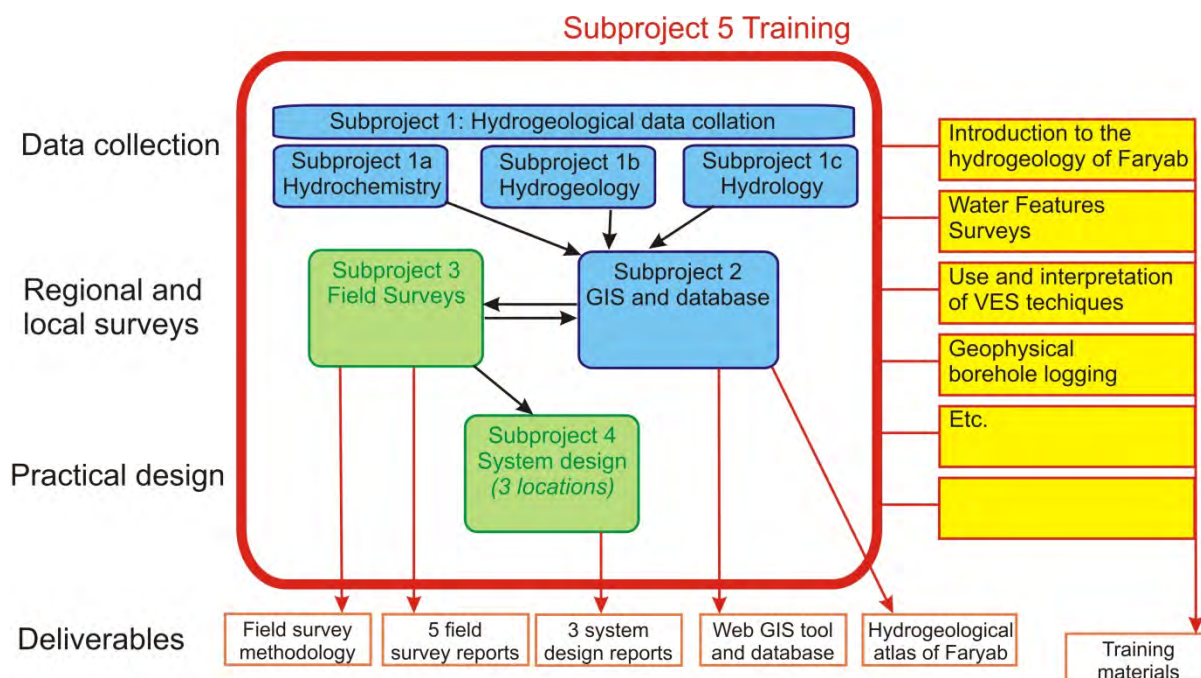 Subproject 5 Training
Data collection
Subproject 1: Hydrogeological data collation
Subproject 1a
Hydrochemistry
Subproject 1b
Hydrogeology
Subproject 1c
Hydrology
Introduction to the
hydrogeology of Faryab
Water Features
Surveys
Regional and
local surveys
Subproject 3
Field Surveys
Subproject 2
GIS and database
Use and interpretation
of VES techiques
Geophysical
borehole logging
Practical design
Subproject 4
System design
(3 locations)
Etc.
Deliverables
Field survey
methodology
5 field
survey reports
3 system
design reports
Web GIS tool
and database
Hydrogeological
atlas of Faryab
Training
materials